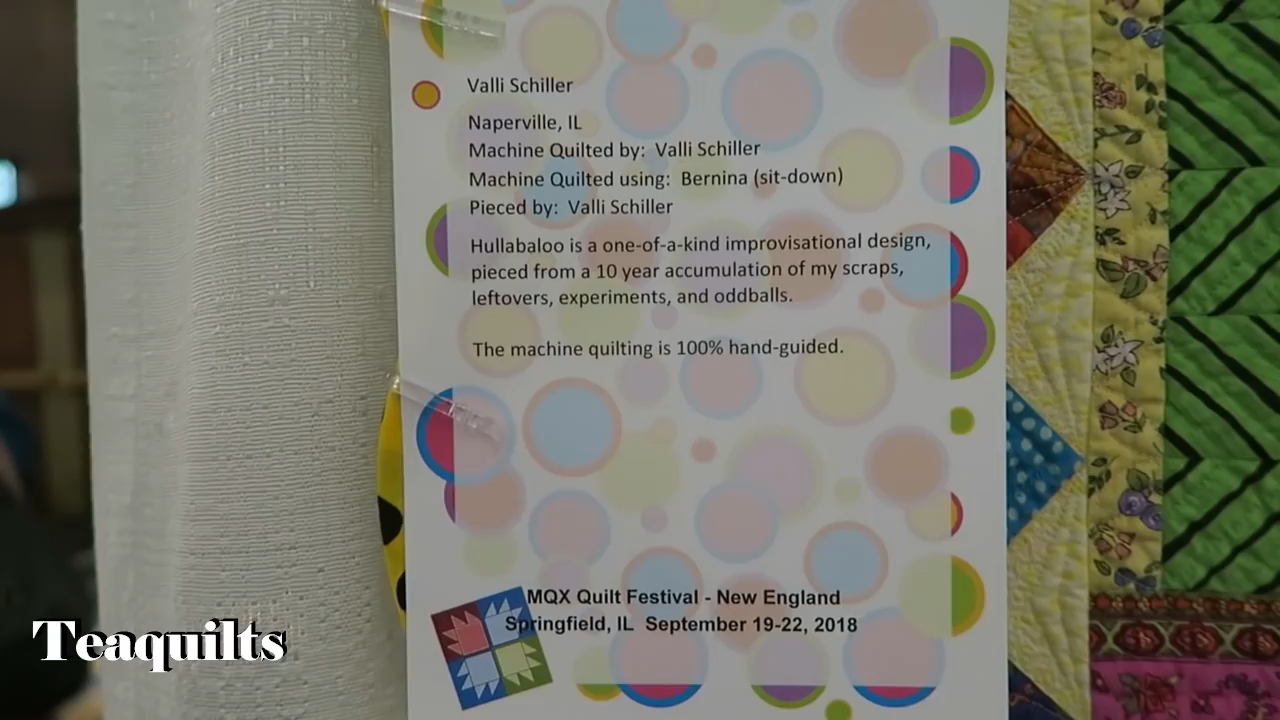 Valli Schiller
Naperville, IL
Machine Quilted by: Valli Schiller
Machine Quilted using: Bernina (sit-down)
Pieced by: Valli Schiller
Hullabaloo is a one-of-a-kind improvisational design,
pieced from a 10 year accumulation of my scraps,
leftovers, experiments, and oddballs.
The machine quilting is 100% hand-guided.
MQX Quilt Festival - New England
Springfield, IL September 19-22, 2018
Teaquilts